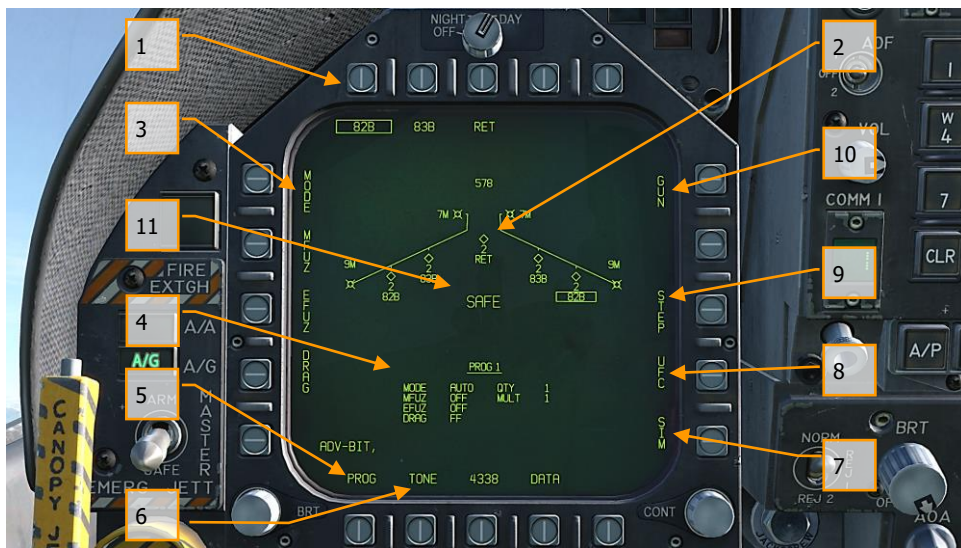 NIGHT DAY
OFF
1
2
3
4
5
6
7
8
9
10
11
82B 83B RET
MODE
MFUZ
EFUZ
DRAG
578
7M 7M
2
RET
2 2
83B 83B
9M 9M
2 2
82B 82B
SAFE
GUN
STEP
UFC
SIM
PROG 1
MODE AUTO QTY 1
MFUZ OFF MULT 1
EFUZ OFF
DRAG FF
ADV-BIT,
PROG TONE 4338 DATA
BRT
CONT
FIRE
EXTGH
A/A
A/G A/G
ARM
MASTER
SAFE
EMERG JETT
CANOPY JE
ADF
OFF
2
VOL
COMM 1
1
W
4
7
CLR
A/P
NORM
REJ 2
BRT
OF
AOA